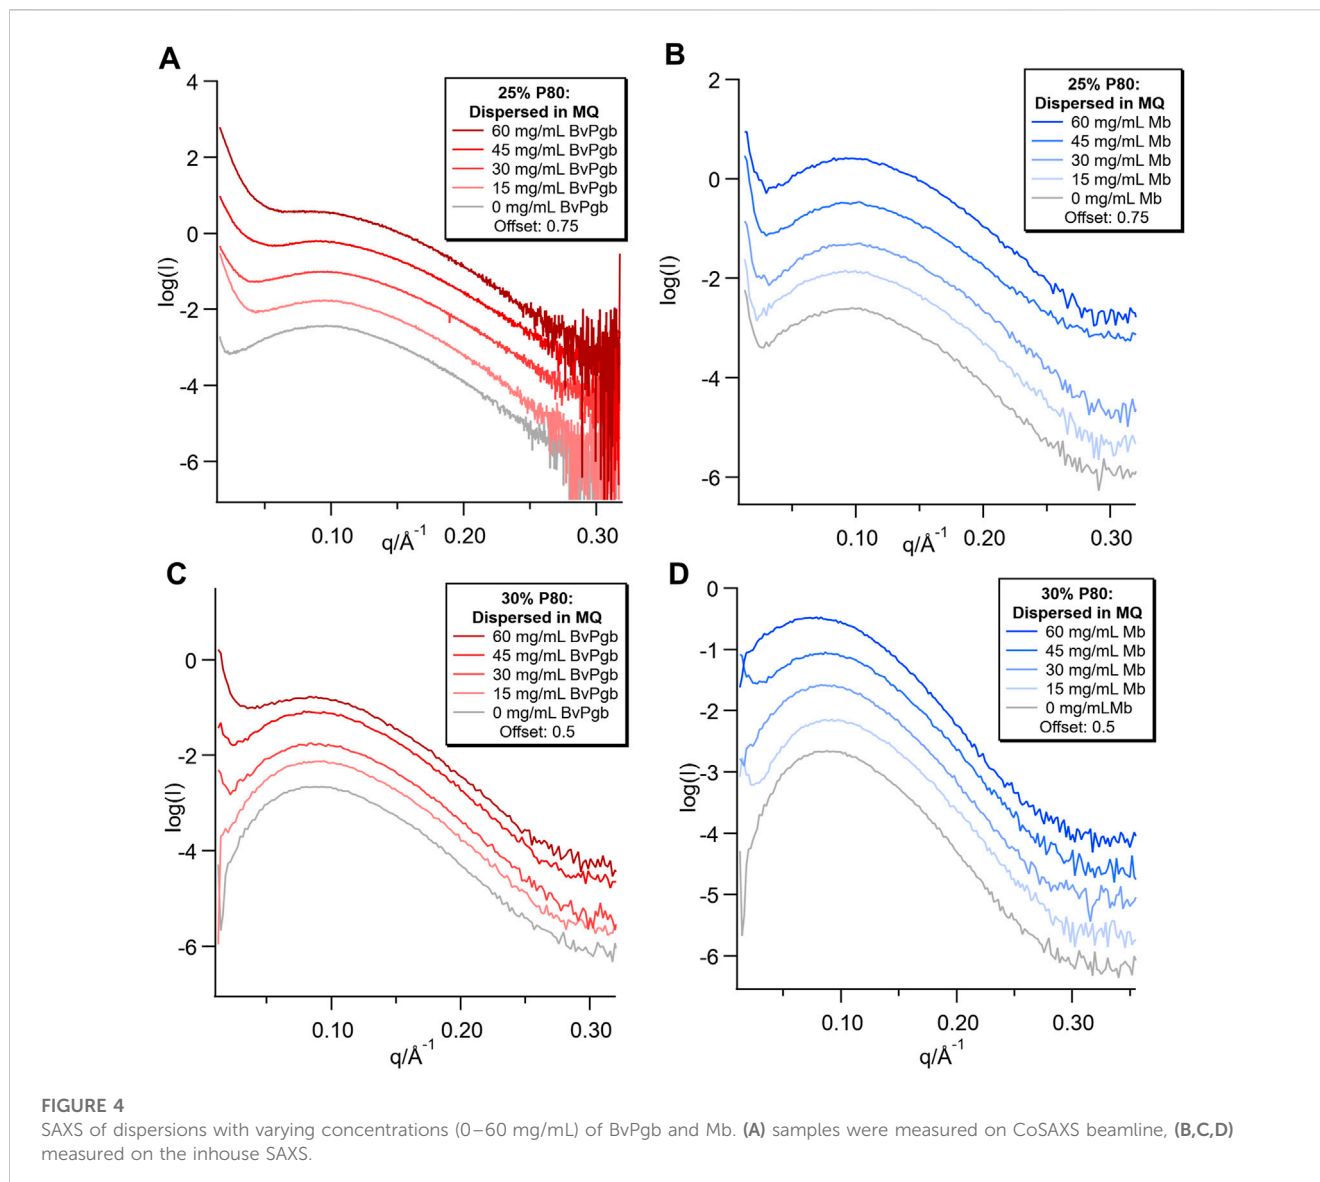 A
4
2
0
-2
-4
-6
log(I)
25% P80:
Dispersed in MQ
60 mg/mL BvPgb
45 mg/mL BvPgb
30 mg/mL BvPgb
15 mg/mL BvPgb
0 mg/mL BvPgb
Offset: 0.75
0.10 0.20 0.30
q/Å⁻¹
B
2
0
-2
-4
-6
log(I)
25% P80:
Dispersed in MQ
60 mg/mL Mb
45 mg/mL Mb
30 mg/mL Mb
15 mg/mL Mb
0 mg/mL Mb
Offset: 0.75
0.10 0.20 0.30
q/Å⁻¹
C
0
-2
-4
-6
log(I)
30% P80:
Dispersed in MQ
60 mg/mL BvPgb
45 mg/mL BvPgb
30 mg/mL BvPgb
15 mg/mL BvPgb
0 mg/mL BvPgb
Offset: 0.5
0.10 0.20 0.30
q/Å⁻¹
D
0
-1
-2
-3
-4
-5
-6
log(I)
30% P80:
Dispersed in MQ
60 mg/mL Mb
45 mg/mL Mb
30 mg/mL Mb
15 mg/mL Mb
0 mg/mLMb
Offset: 0.5
0.10 0.20 0.30
q/Å⁻¹
FIGURE 4
SAXS of dispersions with varying concentrations (0–60 mg/mL) of BvPgb and Mb. (A) samples were measured on CoSAXS beamline, (B,C,D)
measured on the inhouse SAXS.